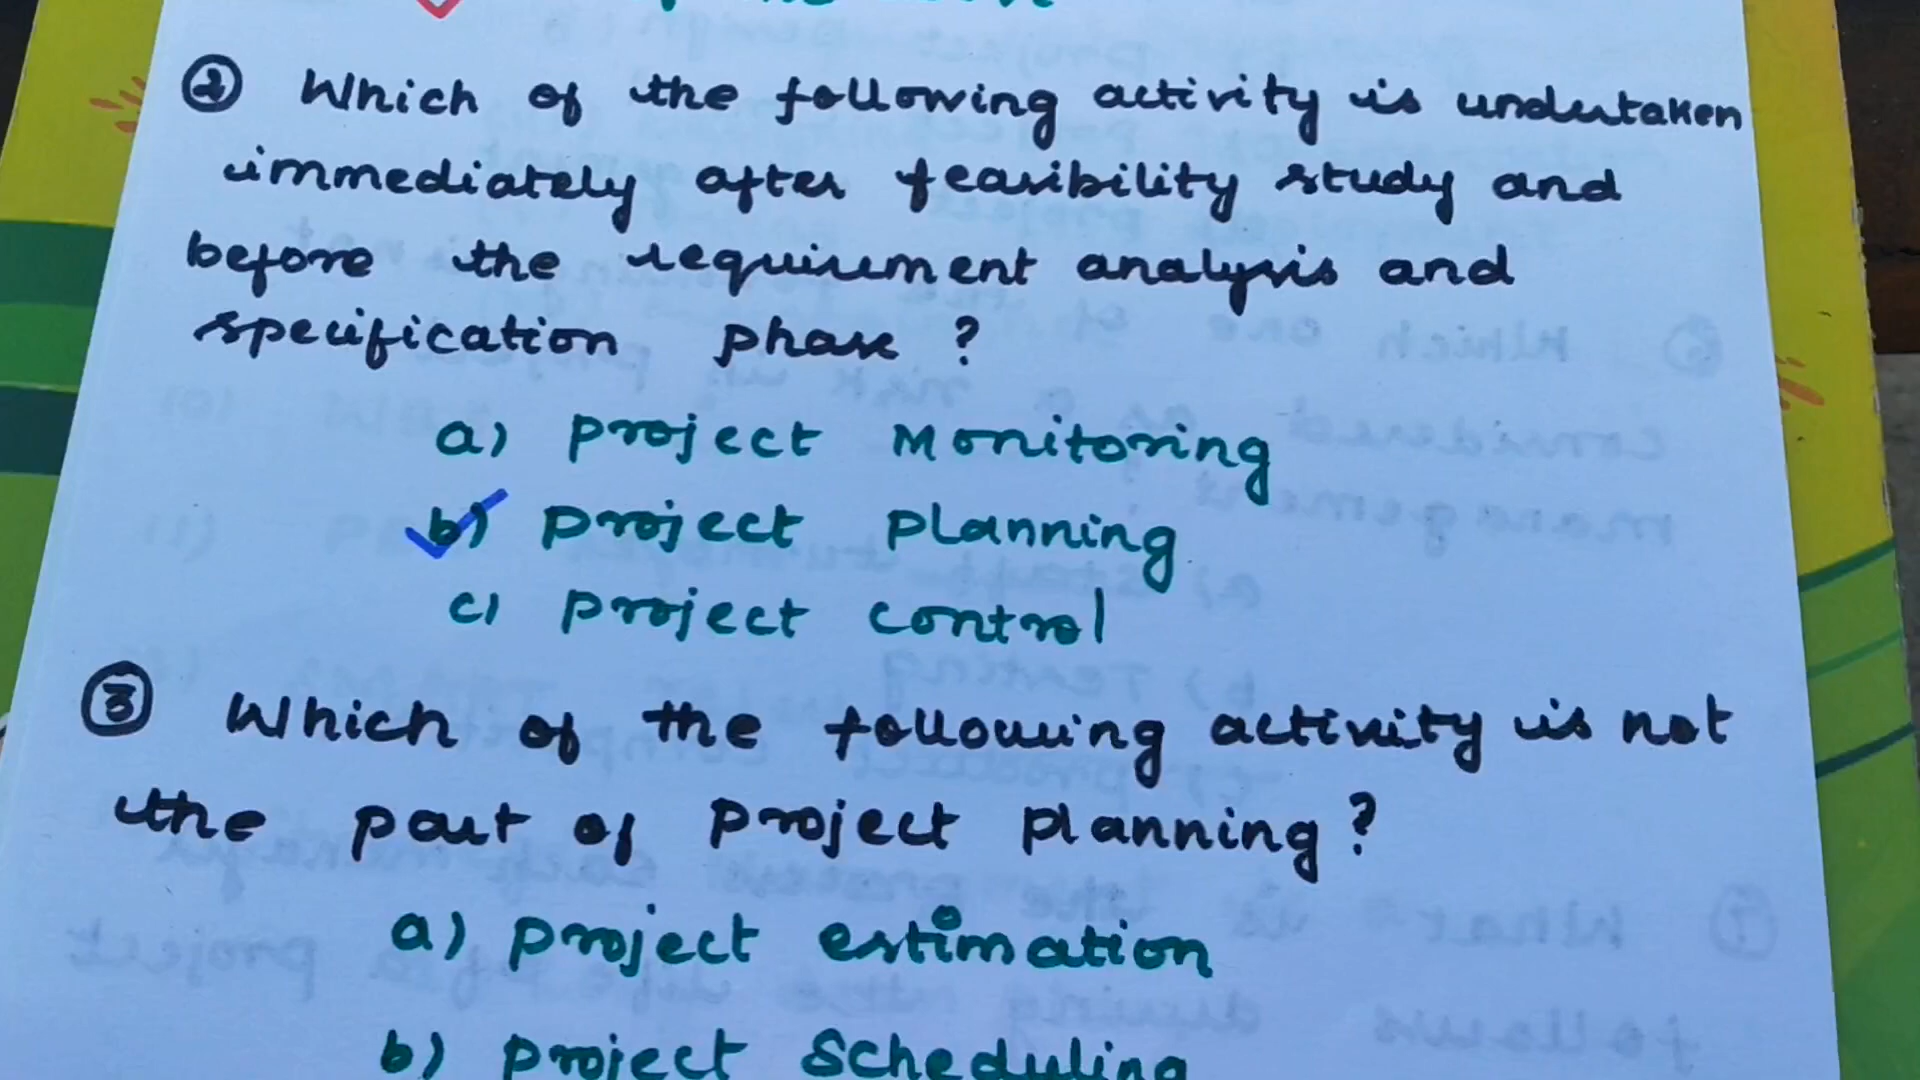 ② Which of the following activity is undertaken
immediately after feasibility study and
before the requirement analysis and
specification phase ?
a) Project Monitoring
b) Project Planning
c) Project control
③ Which of the following activity is not
the part of Project Planning?
a) Project estimation
b) Project Scheduling